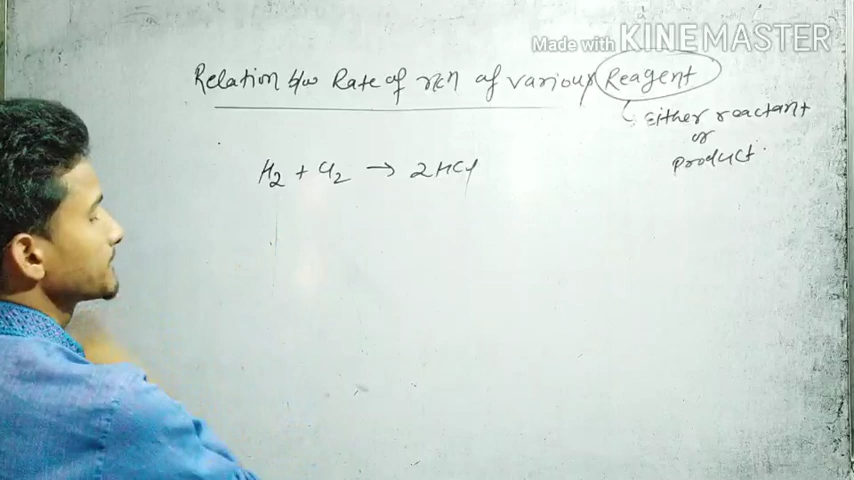 Made with KINEMASTER
Relation b/w Rate of rxn of various Reagent
Either reactant
or
product.
H2 + Cl2 → 2HCl